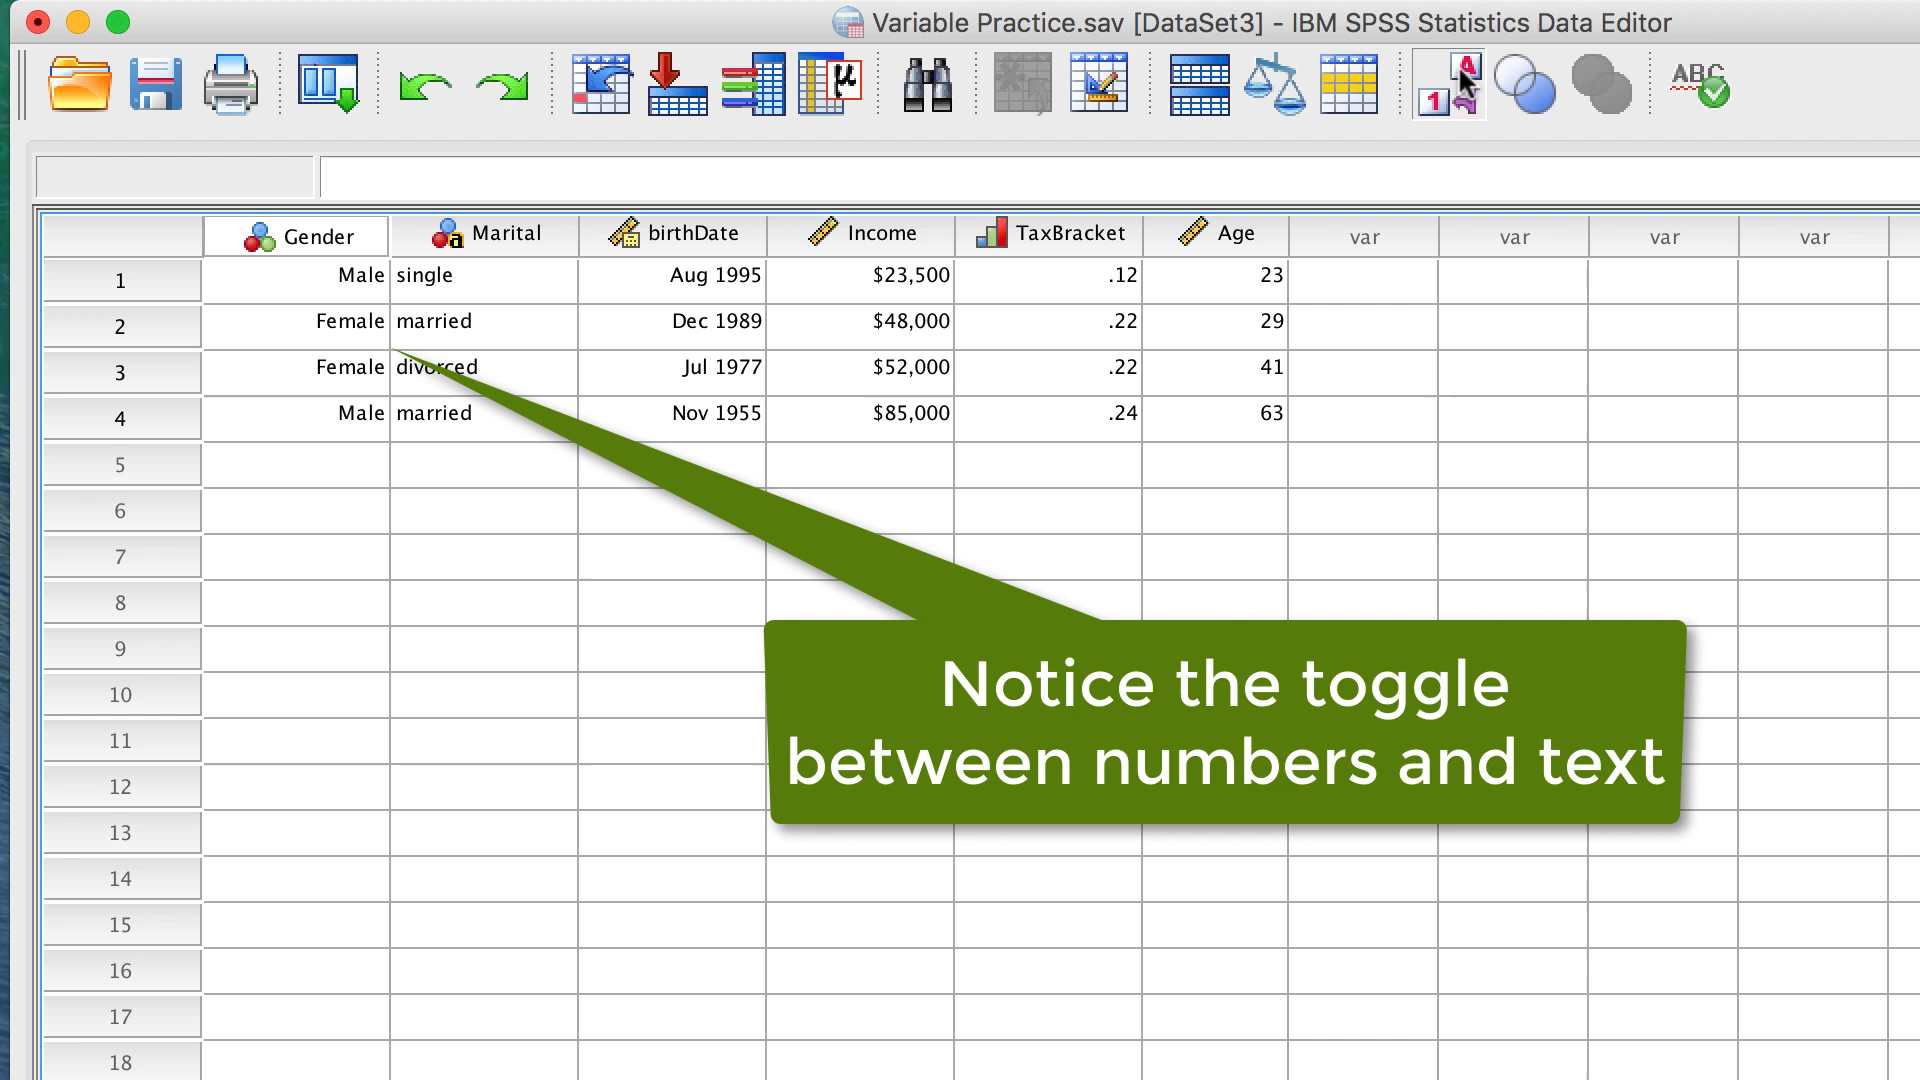 Variable Practice.sav [DataSet3] - IBM SPSS Statistics Data Editor
A
1
μ
ABC
Gender Marital birthDate Income TaxBracket Age var var var var
1 Male single Aug 1995 $23,500 .12 23
2 Female married Dec 1989 $48,000 .22 29
3 Female divorced Jul 1977 $52,000 .22 41
4 Male married Nov 1955 $85,000 .24 63
5
6
7
8
9
10
11
12
13
14
15
16
17
18
Notice the toggle
between numbers and text